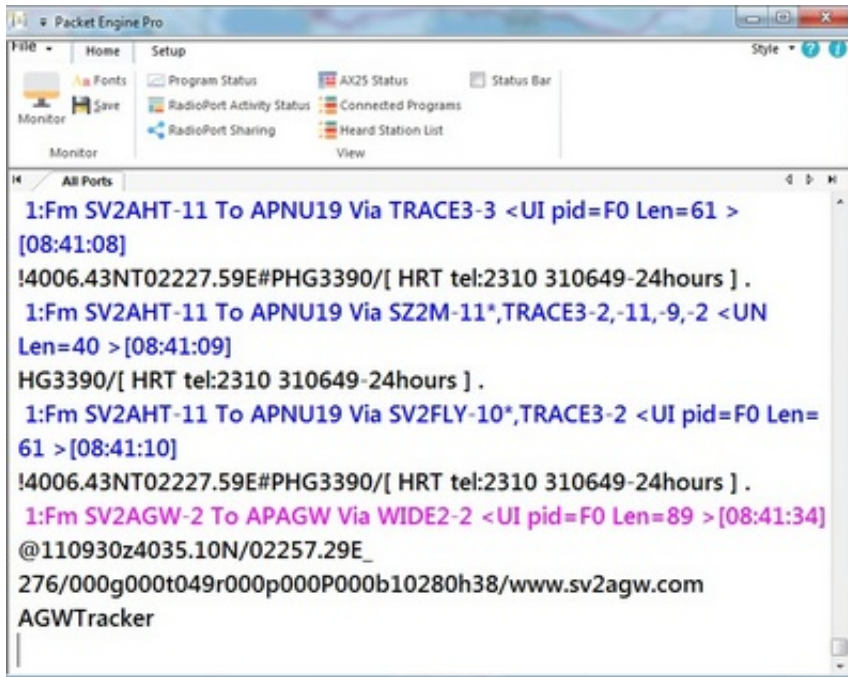 Packet Engine Pro
File Home Setup Style
Monitor
Fonts
Save
Monitor
Program Status
RadioPort Activity Status
RadioPort Sharing
AX25 Status
Connected Programs
Heard Station List
Status Bar
View
All Ports
1:Fm SV2AHT-11 To APNU19 Via TRACE3-3 <UI pid=F0 Len=61 >
[08:41:08]
!4006.43NT02227.59E#PHG3390/[ HRT tel:2310 310649-24hours ] .
1:Fm SV2AHT-11 To APNU19 Via SZ2M-11*,TRACE3-2,-11,-9,-2 <UN
Len=40 >[08:41:09]
HG3390/[ HRT tel:2310 310649-24hours ] .
1:Fm SV2AHT-11 To APNU19 Via SV2FLY-10*,TRACE3-2 <UI pid=F0 Len=
61 >[08:41:10]
!4006.43NT02227.59E#PHG3390/[ HRT tel:2310 310649-24hours ] .
1:Fm SV2AGW-2 To APAGW Via WIDE2-2 <UI pid=F0 Len=89 >[08:41:34]
@110930z4035.10N/02257.29E_
276/000g000t049r000p000P000b10280h38/www.sv2agw.com
AGWTracker